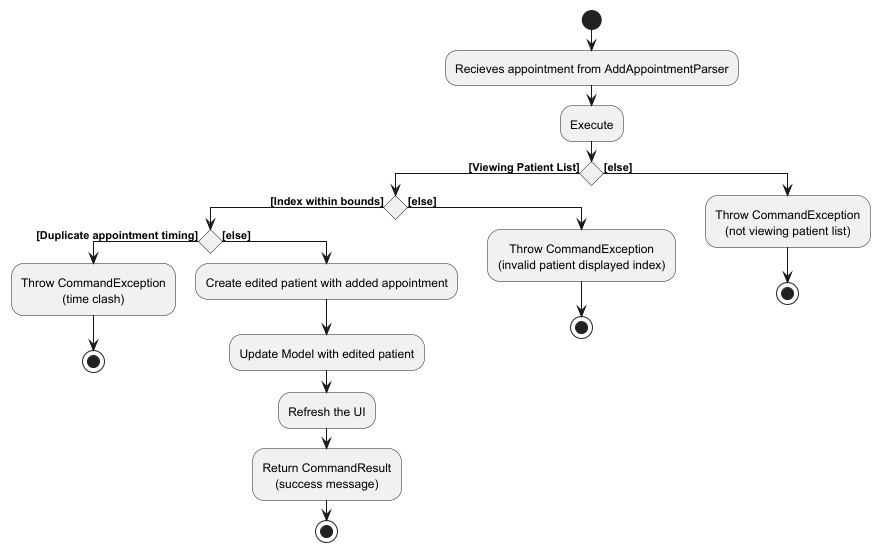 Recieves appointment from AddAppointmentParser
Execute
[Viewing Patient List]
[else]
[Index within bounds]
[else]
Throw CommandException
(not viewing patient list)
[Duplicate appointment timing]
[else]
Throw CommandException
(invalid patient displayed index)
Throw CommandException
(time clash)
Create edited patient with added appointment
Update Model with edited patient
Refresh the UI
Return CommandResult
(success message)